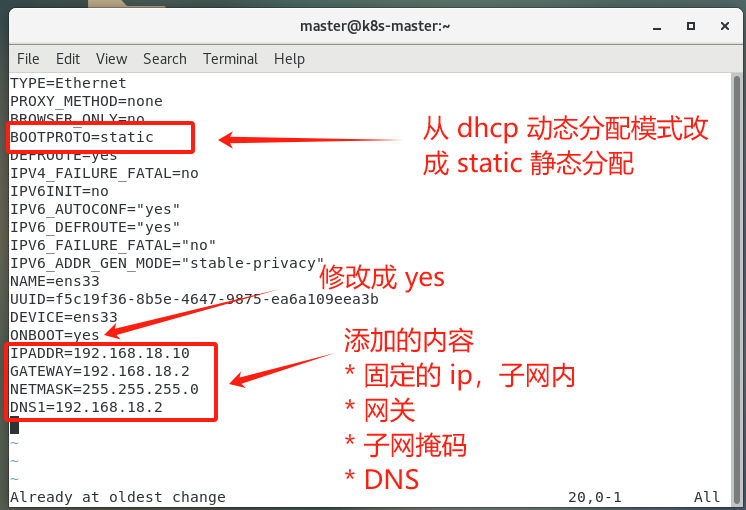 master@k8s-master:~
File Edit View Search Terminal Help
TYPE=Ethernet
PROXY_METHOD=none
BROWSER_ONLY=no
BOOTPROTO=static
DEFROUTE=yes
IPV4_FAILURE_FATAL=no
IPV6INIT=no
IPV6_AUTOCONF="yes"
IPV6_DEFROUTE="yes"
IPV6_FAILURE_FATAL="no"
IPV6_ADDR_GEN_MODE="stable-privacy"
NAME=ens33
UUID=f5c19f36-8b5e-4647-9875-ea6a109eea3b
DEVICE=ens33
ONBOOT=yes
IPADDR=192.168.18.10
GATEWAY=192.168.18.2
NETMASK=255.255.255.0
DNS1=192.168.18.2
~
~
~
Already at oldest change 20,0-1 All
从 dhcp 动态分配模式改
成 static 静态分配
修改成 yes
添加的内容
* 固定的 ip，子网内
* 网关
* 子网掩码
* DNS